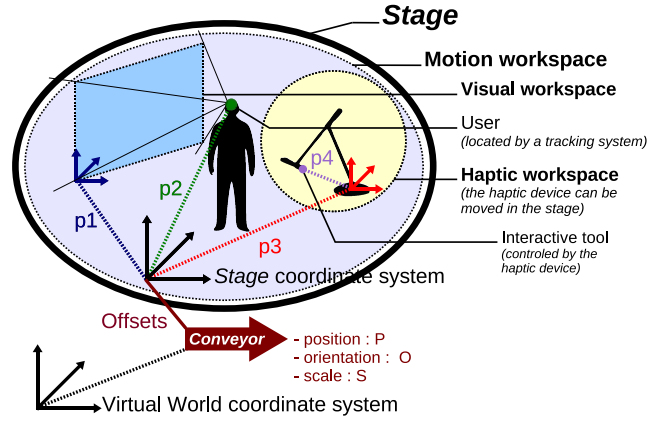 Stage
Motion workspace
Visual workspace
User
(located by a tracking system)
p4
Haptic workspace
(the haptic device can be
moved in the stage)
p2
p1
p3
Interactive tool
(controled by the
haptic device)
Stage coordinate system
Offsets
Conveyor
- position : P
- orientation : O
- scale : S
Virtual World coordinate system